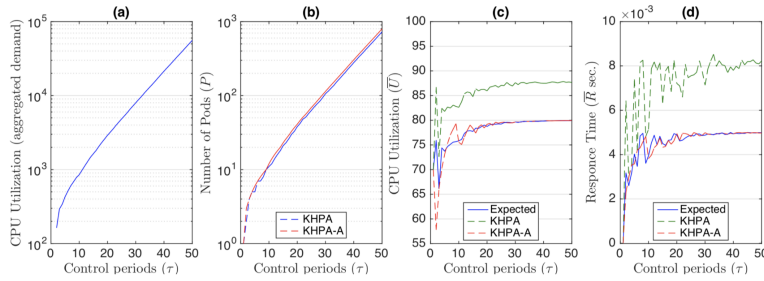 (a)
CPU Utilization (aggregated demand)
10^5
10^4
10^3
10^2
0 10 20 30 40 50
Control periods (τ)
(b)
Number of Pods (P)
10^3
10^2
10^1
10^0
KHPA
KHPA-A
0 10 20 30 40 50
Control periods (τ)
(c)
CPU Utilization (U̅)
100
95
90
85
80
75
70
65
60
55
Expected
KHPA
KHPA-A
0 10 20 30 40 50
Control periods (τ)
×10^-3
(d)
Responce Time (R̅ sec.)
10
8
6
4
2
0
Expected
KHPA
KHPA-A
0 10 20 30 40 50
Control periods (τ)